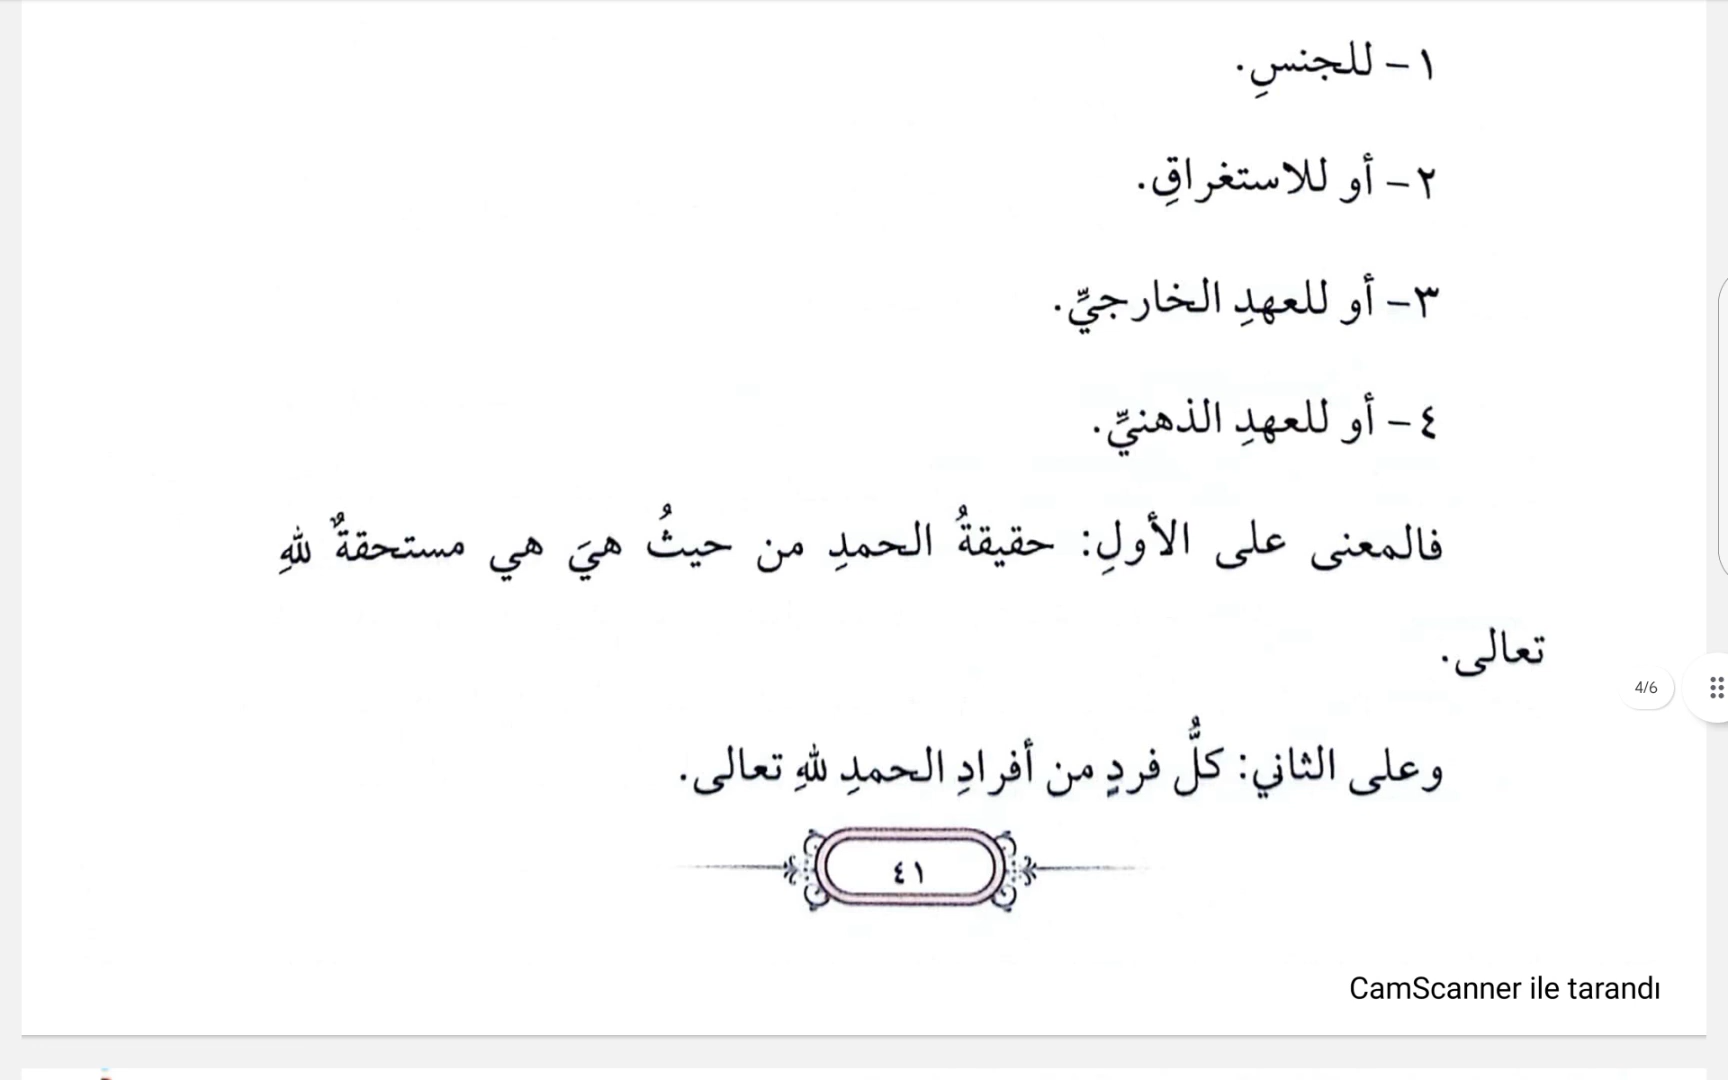 ١ – للجنسِ.
٢ – أو للاستغراقِ.
٣ – أو للعهدِ الخارجيِّ.
٤ – أو للعهدِ الذهنيِّ.
فالمعنى على الأولِ: حقيقةُ الحمدِ من حيثُ هيَ هي مستحقةٌ للهِ
تعالى.
4/6
وعلى الثاني: كلُّ فردٍ من أفرادِ الحمدِ للهِ تعالى.
٤١
CamScanner ile tarandı